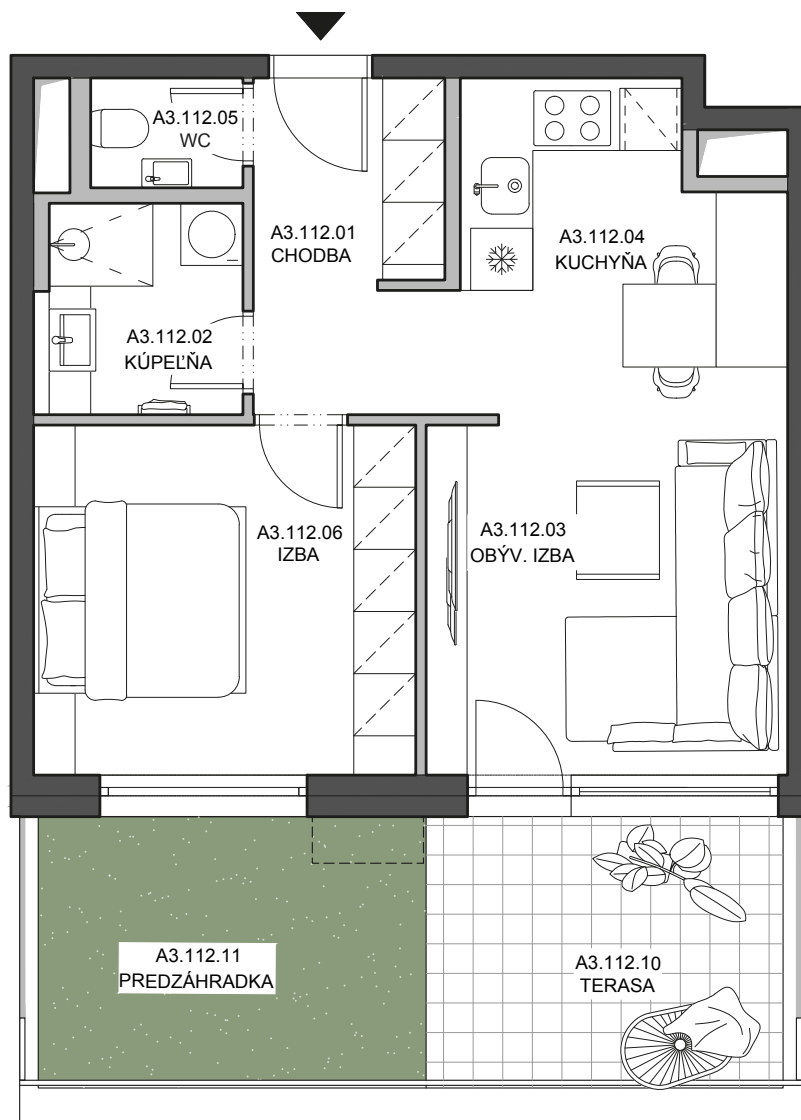 A3.112.05
WC
A3.112.01
CHODBA
A3.112.04
KUCHYŇA
A3.112.02
KÚPEĽŇA
A3.112.06
IZBA
A3.112.03
OBÝV. IZBA
A3.112.11
PREDZÁHRADKA
A3.112.10
TERASA